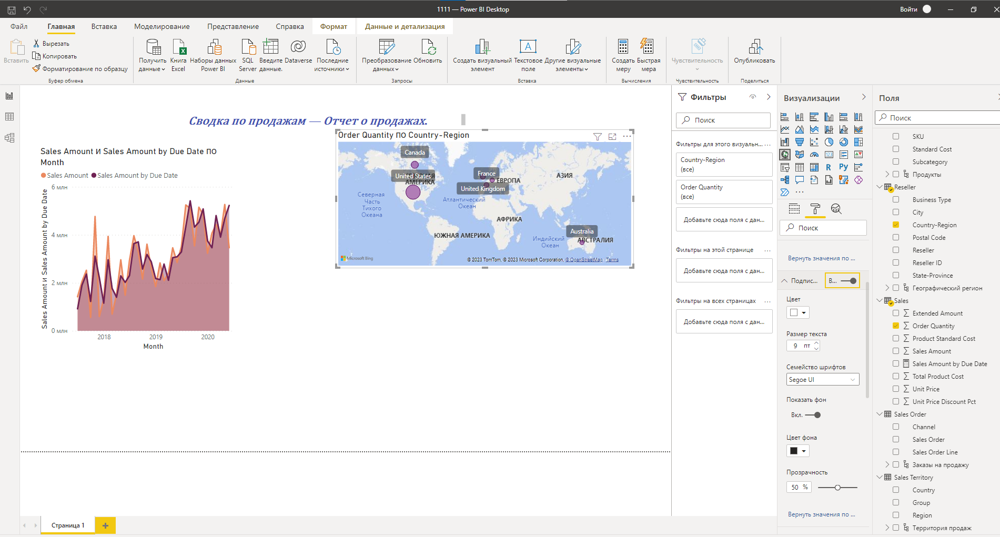 1111 — Power BI Desktop
Войти
Файл
Главная
Вставка
Моделирование
Представление
Справка
Формат
Данные и детализация
Вставить
Вырезать
Копировать
Форматирование по образцу
Буфер обмена
Получить данные
Книга Excel
Наборы данных Power BI
SQL Server
Введите данные.
Dataverse
Последние источники
Данные
Преобразование данных
Обновить
Запросы
Создать визуальный элемент
Текстовое поле
Другие визуальные элементы
Вставка
Создать меру
Быстрая мера
Вычисления
Чувствительность
Чувствительность
Опубликовать
Поделиться
Сводка по продажам — Отчет о продажах.
Sales Amount и Sales Amount by Due Date по
Month
Sales Amount
Sales Amount by Due Date
Sales Amount и Sales Amount by Due Date
6 млн
4 млн
2 млн
0 млн
2018
2019
2020
Month
Order Quantity по Country-Region
Canada
United States
СЕВЕРНАЯ
АМЕРИКА
France
ЕВРОПА
United Kingdom
АЗИЯ
Северная
Часть
Тихого
Океана
Атлантический
Океан
АФРИКА
ЮЖНАЯ АМЕРИКА
Индийский
Океан
Australia
АВСТРАЛИЯ
Microsoft Bing
© 2023 TomTom, © 2023 Microsoft Corporation, © OpenStreetMap Terms
Страница 1
Фильтры
Поиск
Фильтры для этого визуальн...
Country-Region
(все)
Order Quantity
(все)
Добавьте сюда поля с дан...
Фильтры на этой странице
Добавьте сюда поля с дан...
Фильтры на всех страницах
Добавьте сюда поля с дан...
Визуализации
123
R
Py
Поиск
Вернуть значения по ...
Подпис...
В...
Цвет
Размер текста
9 пт
Семейство шрифтов
Segoe UI
Показать фон
Вкл.
Цвет фона
Прозрачность
50 %
Вернуть значения по ...
Поля
Поиск
SKU
Standard Cost
Subcategory
Продукты
Reseller
Business Type
City
Country-Region
Postal Code
Reseller
Reseller ID
State-Province
Географический регион
Sales
Extended Amount
Order Quantity
Product Standard Cost
Sales Amount
Sales Amount by Due Date
Total Product Cost
Unit Price
Unit Price Discount Pct
Sales Order
Channel
Sales Order
Sales Order Line
Заказы на продажу
Sales Territory
Country
Group
Region
Территория продаж